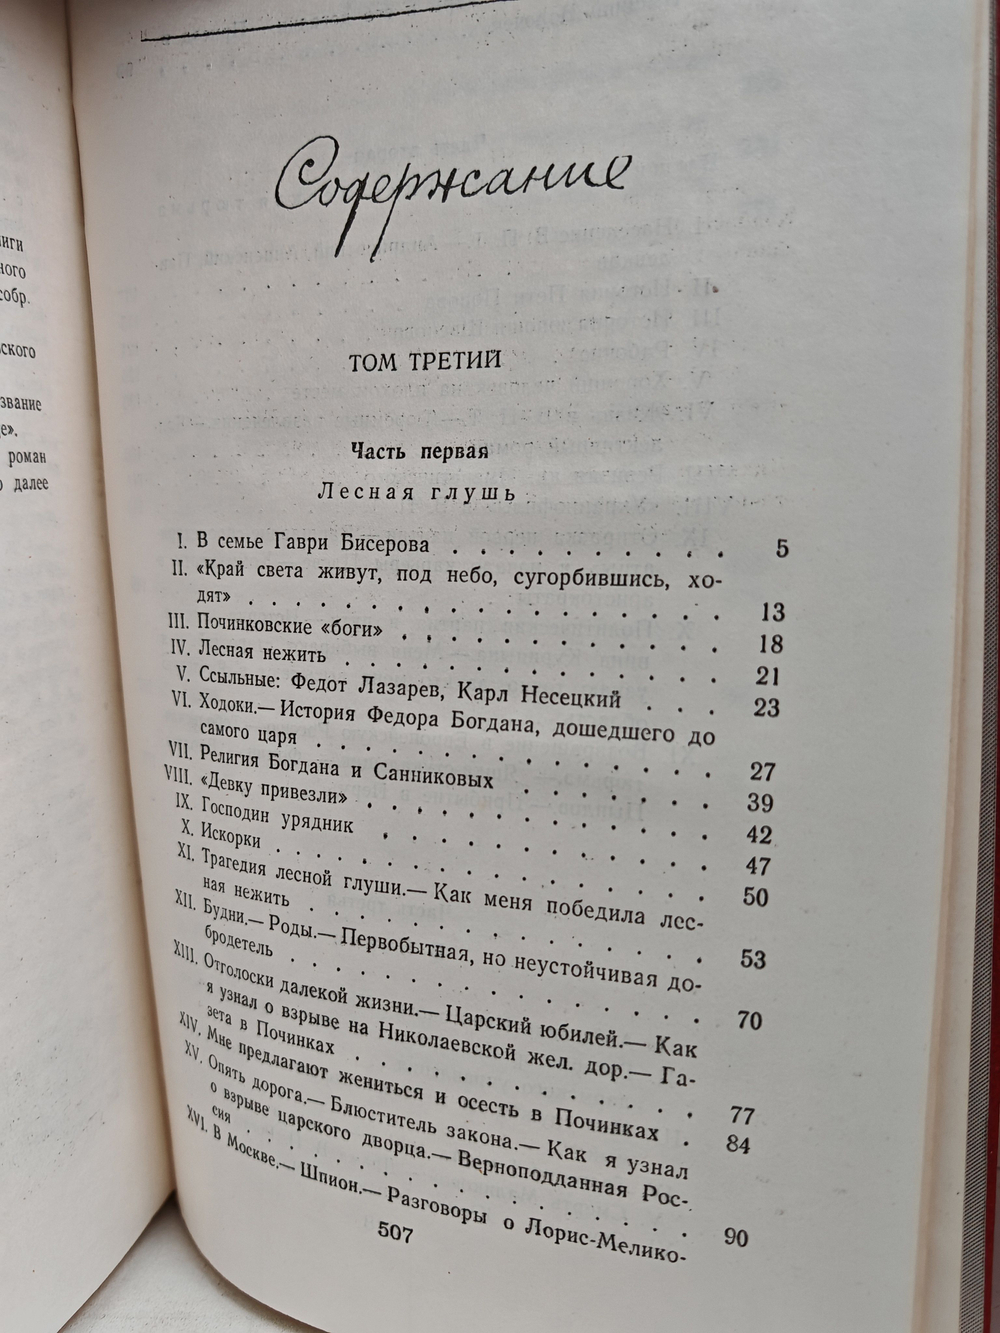 ного
собр.
ского
звание
е».
роман
далее
Содержание
ТОМ ТРЕТИЙ
Часть первая
Лесная глушь
I. В семье Гаври Бисерова . . . . . . . . . . 5
II. «Край света живут, под небо, сугорбившись, хо-
дят» . . . . . . . . . . . . . . . . 13
III. Починковские «боги» . . . . . . . . . . . . 18
IV. Лесная нежить . . . . . . . . . . . . . 21
V. Ссыльные: Федот Лазарев, Карл Несецкий . . . 23
VI. Ходоки.— История Федора Богдана, дошедшего до
самого царя . . . . . . . . . . . . . 27
VII. Религия Богдана и Санниковых . . . . . . . 39
VIII. «Девку привезли» . . . . . . . . . . . . 42
IX. Господин урядник . . . . . . . . . . . 47
X. Искорки . . . . . . . . . . . . . . . 50
XI. Трагедия лесной глуши.— Как меня победила лес-
ная нежить . . . . . . . . . . . . . 53
XII. Будни.— Роды.— Первобытная, но неустойчивая до-
бродетель . . . . . . . . . . . . . . 70
XIII. Отголоски далекой жизни.— Царский юбилей.— Как
я узнал о взрыве на Николаевской жел. дор.— Га-
зета в Починках . . . . . . . . . . . 77
XIV. Мне предлагают жениться и осесть в Починках . 84
XV. Опять дорога.— Блюститель закона.— Как я узнал
о взрыве царского дворца.— Верноподданная Рос-
сия . . . . . . . . . . . . . . . . 90
XVI. В Москве.— Шпион.— Разговоры о Лорис-Мелико-
507